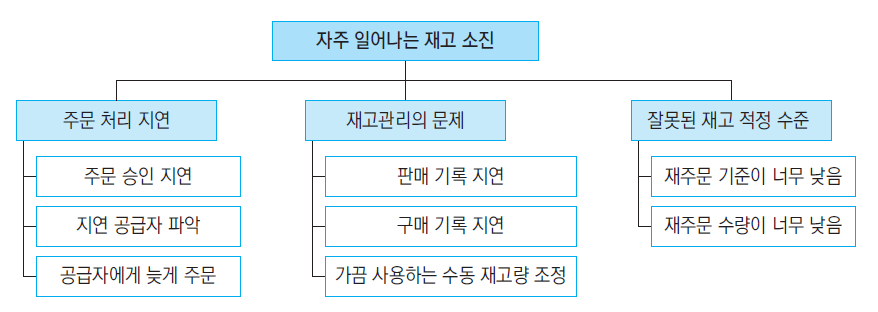 자주 일어나는 재고 소진
주문 처리 지연
주문 승인 지연
지연 공급자 파악
공급자에게 늦게 주문
재고관리의 문제
판매 기록 지연
구매 기록 지연
가끔 사용하는 수동 재고량 조정
잘못된 재고 적정 수준
재주문 기준이 너무 낮음
재주문 수량이 너무 낮음